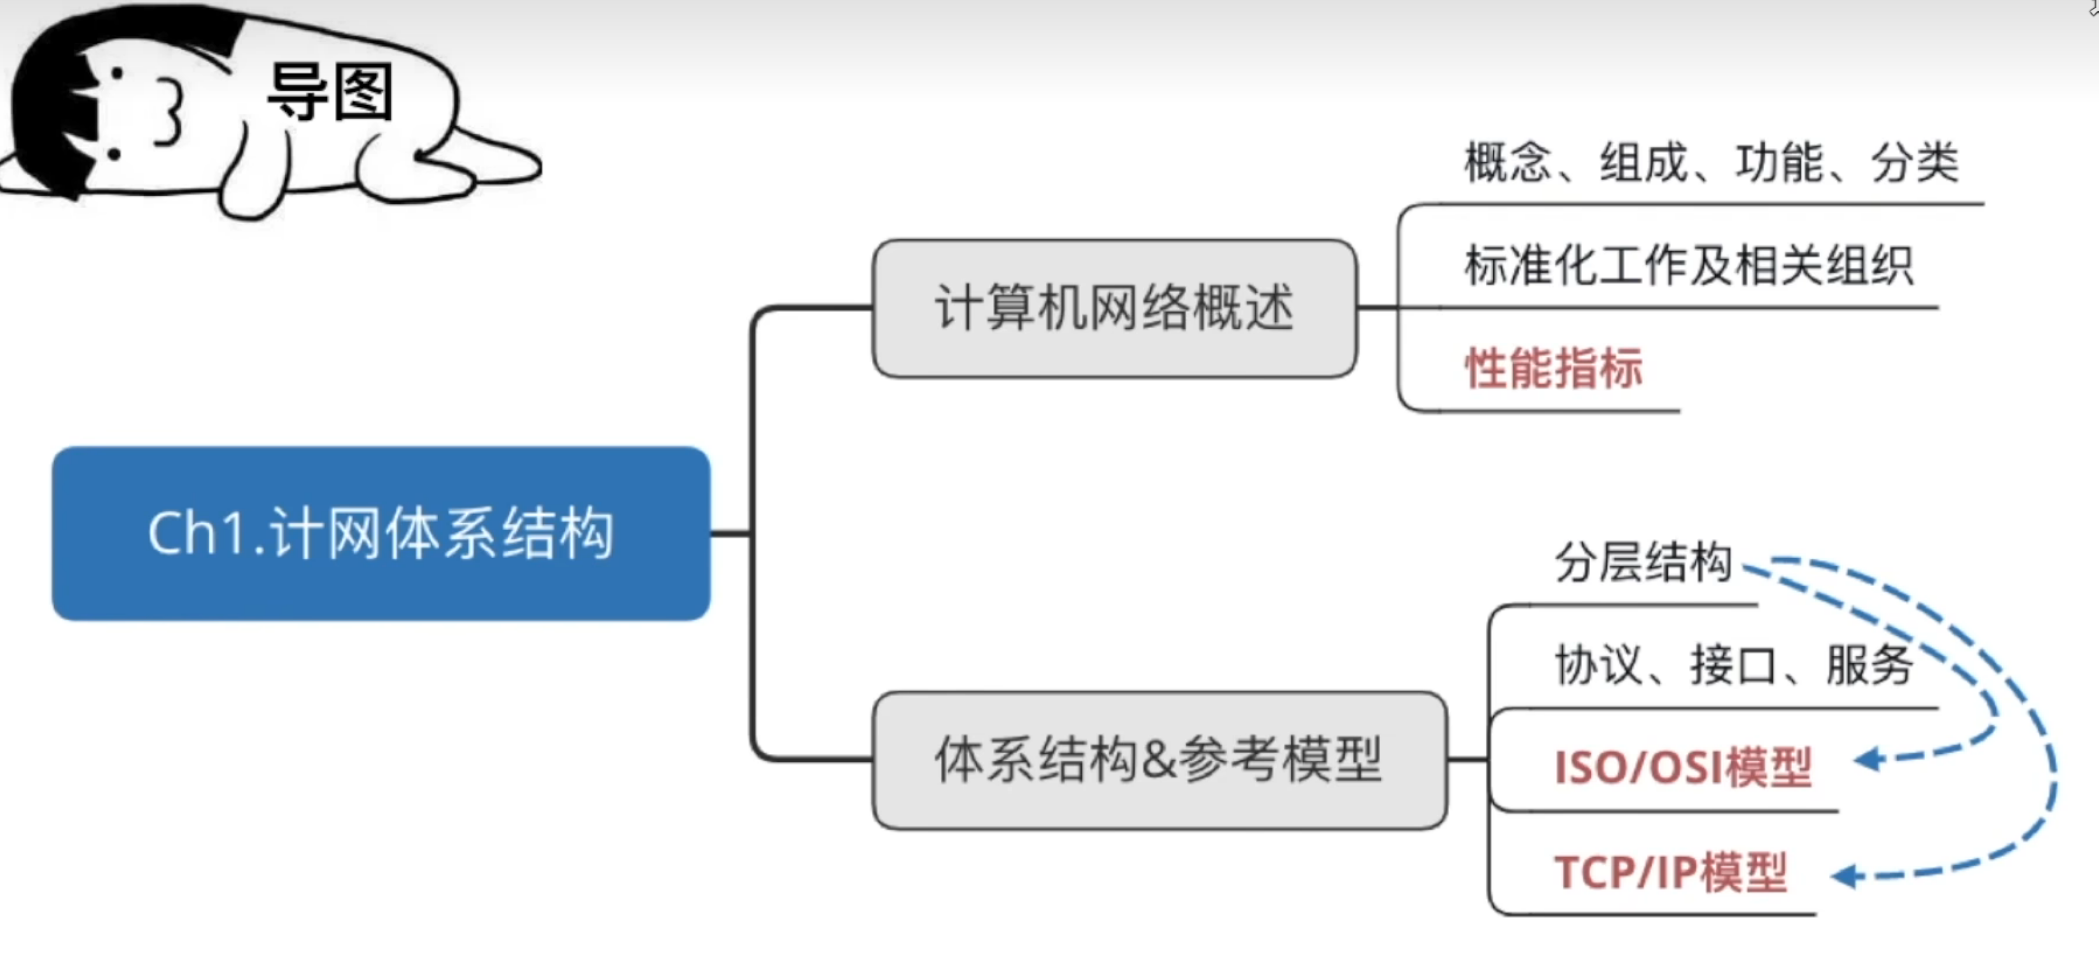 导图
Ch1.计网体系结构
计算机网络概述
概念、组成、功能、分类
标准化工作及相关组织
性能指标
体系结构&参考模型
分层结构
协议、接口、服务
ISO/OSI模型
TCP/IP模型